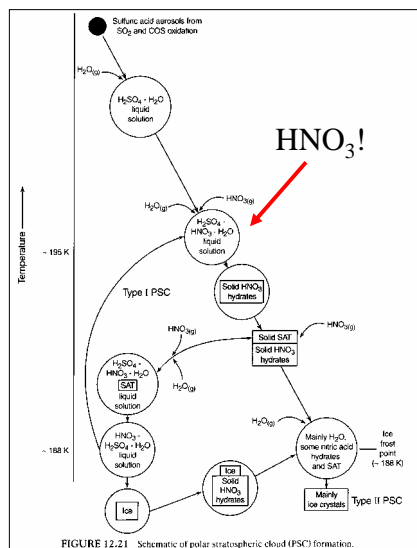 Sulfuric acid aerosols from
SO₂ and COS oxidation
H₂O(g)
H₂SO₄ · H₂O
liquid
solution
HNO₃!
H₂O(g)
HNO₃(g)
H₂SO₄ ·
HNO₃ · H₂O
liquid
solution
Temperature
~ 195 K
Solid HNO₃
hydrates
Type I PSC
HNO₃(g)
Solid SAT
Solid HNO₃
hydrates
HNO₃(g)
H₂SO₄ ·
HNO₃ · H₂O
SAT
liquid
solution
H₂O(g)
HNO₃ ·
H₂SO₄ · H₂O
liquid
solution
~ 188 K
H₂O(g)
Mainly H₂O,
some nitric acid
hydrates
and SAT
Ice
frost
point
(~ 188 K)
Ice
Solid
HNO₃
hydrates
Ice
Mainly
ice crystals
Type II PSC
FIGURE 12.21 Schematic of polar stratospheric cloud (PSC) formation.